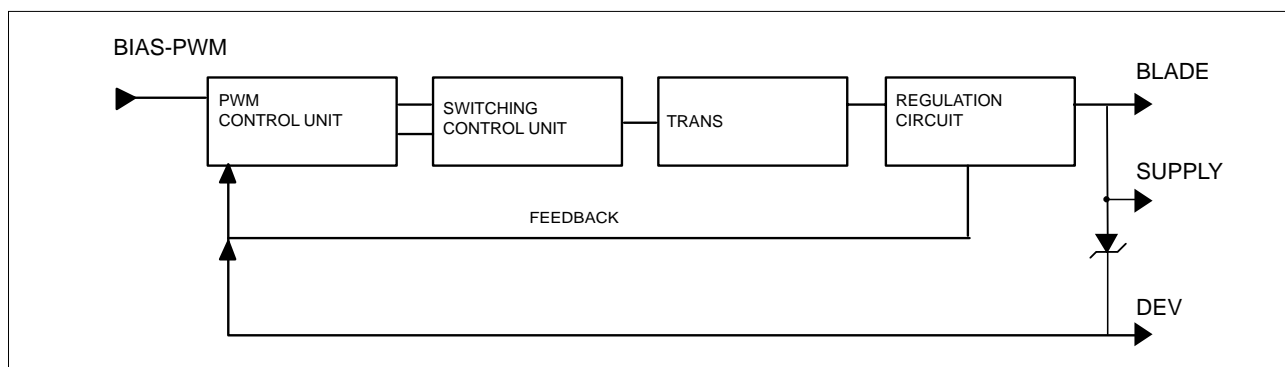 BIAS-PWM
PWM
CONTROL UNIT
SWITCHING
CONTROL UNIT
TRANS
REGULATION
CIRCUIT
BLADE
SUPPLY
FEEDBACK
DEV